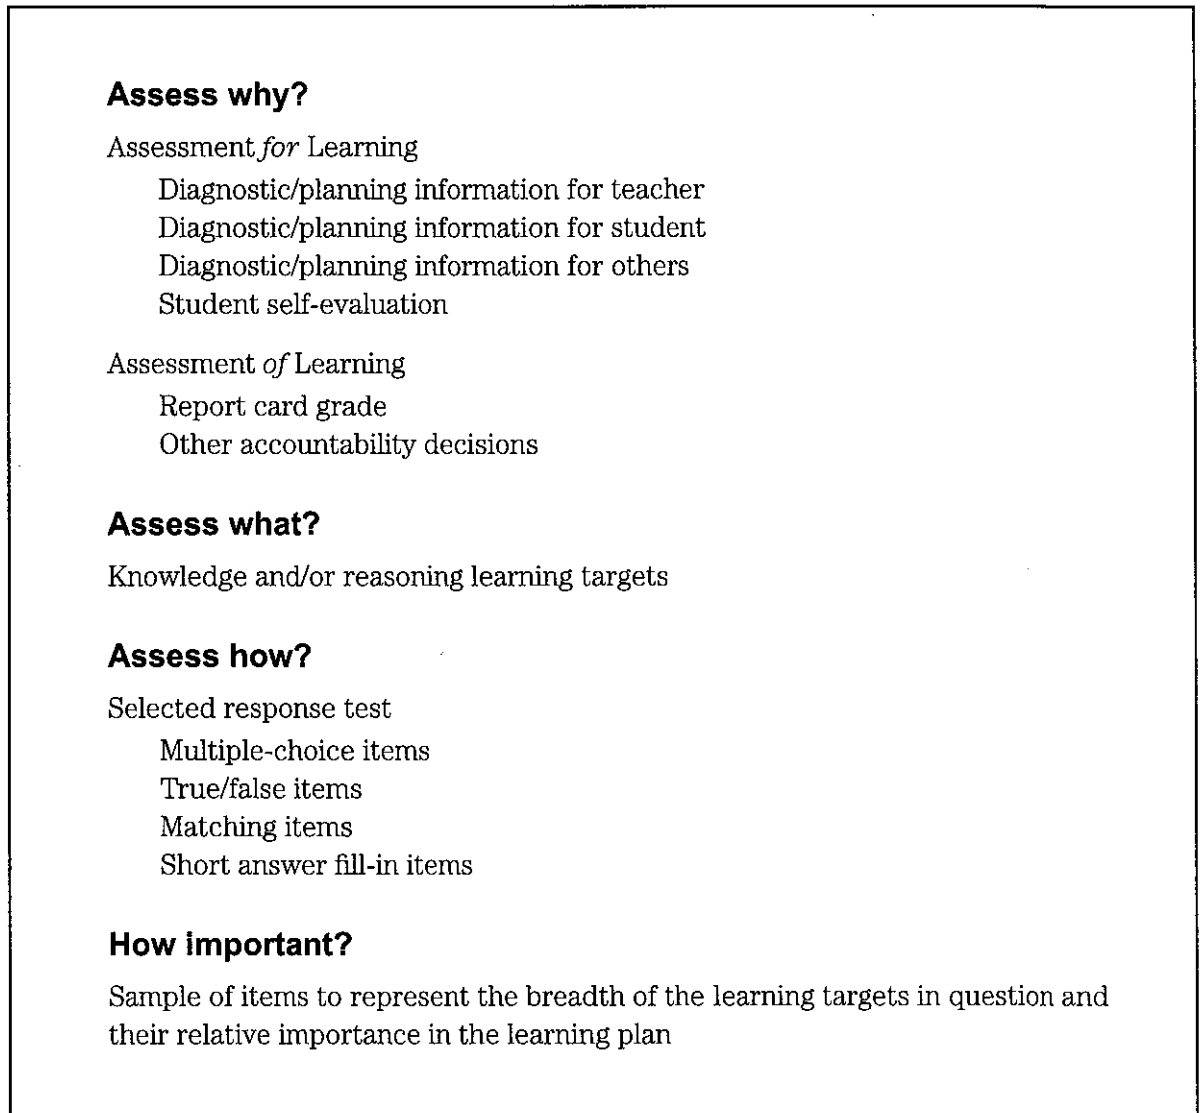 Assess why?
Assessment for Learning
Diagnostic/planning information for teacher
Diagnostic/planning information for student
Diagnostic/planning information for others
Student self-evaluation
Assessment of Learning
Report card grade
Other accountability decisions
Assess what?
Knowledge and/or reasoning learning targets
Assess how?
Selected response test
Multiple-choice items
True/false items
Matching items
Short answer fill-in items
How important?
Sample of items to represent the breadth of the learning targets in question and
their relative importance in the learning plan